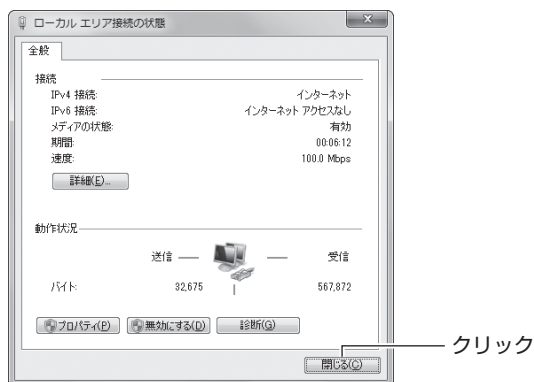 ローカル エリア接続の状態
全般
接続
IPv4 接続: インターネット
IPv6 接続: インターネット アクセスなし
メディアの状態: 有効
期間: 00:06:12
速度: 100.0 Mbps
詳細(E)...
動作状況
送信 受信
バイト: 32,675 567,872
プロパティ(P) 無効にする(D) 診断(G)
閉じる(C)
クリック